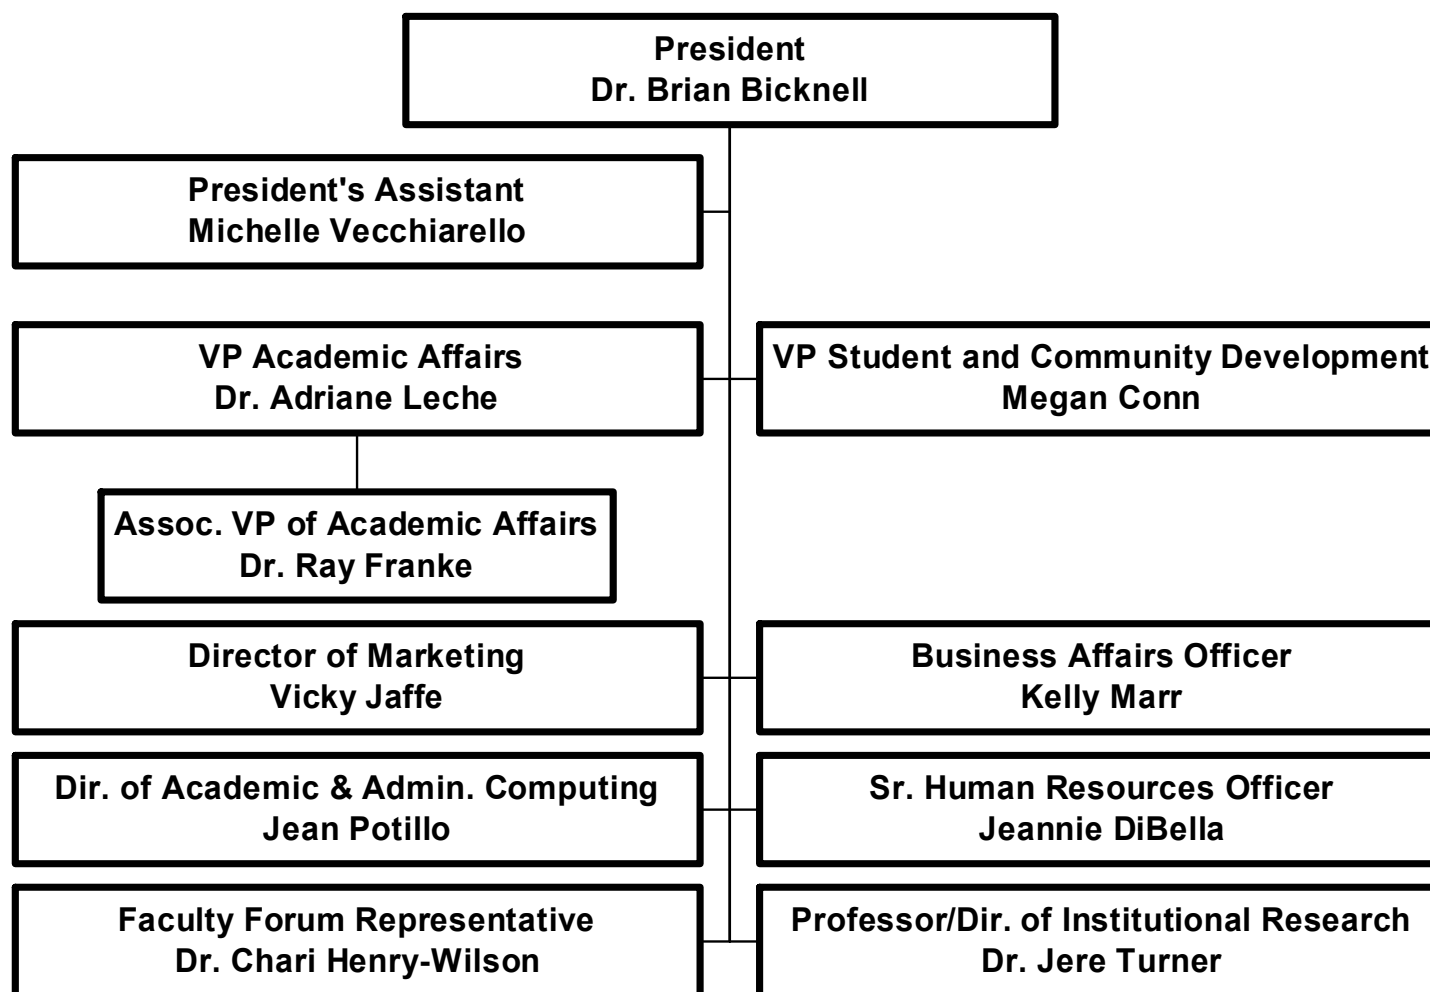 President
Dr. Brian Bicknell
President's Assistant
Michelle Vecchiarello
VP Academic Affairs
Dr. Adriane Leche
VP Student and Community Development
Megan Conn
Assoc. VP of Academic Affairs
Dr. Ray Franke
Director of Marketing
Vicky Jaffe
Business Affairs Officer
Kelly Marr
Dir. of Academic & Admin. Computing
Jean Potillo
Sr. Human Resources Officer
Jeannie DiBella
Faculty Forum Representative
Dr. Chari Henry-Wilson
Professor/Dir. of Institutional Research
Dr. Jere Turner